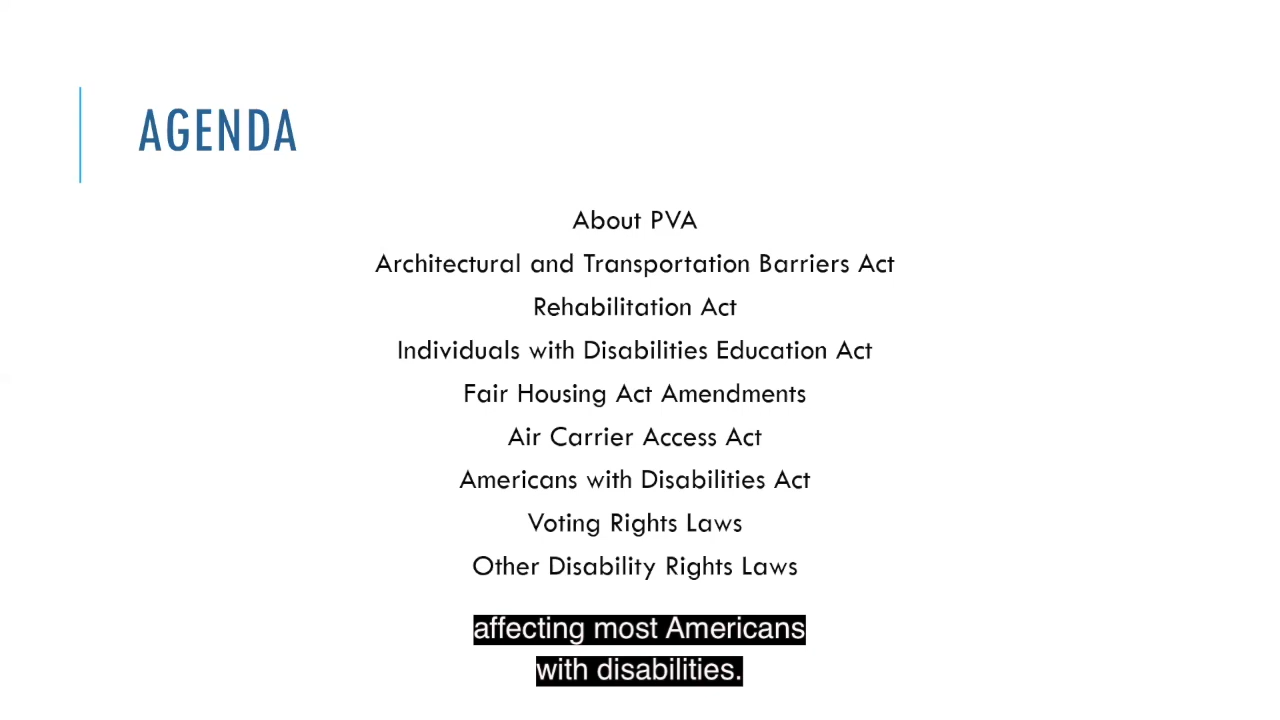 AGENDA
About PVA
Architectural and Transportation Barriers Act
Rehabilitation Act
Individuals with Disabilities Education Act
Fair Housing Act Amendments
Air Carrier Access Act
Americans with Disabilities Act
Voting Rights Laws
Other Disability Rights Laws
affecting most Americans
with disabilities.